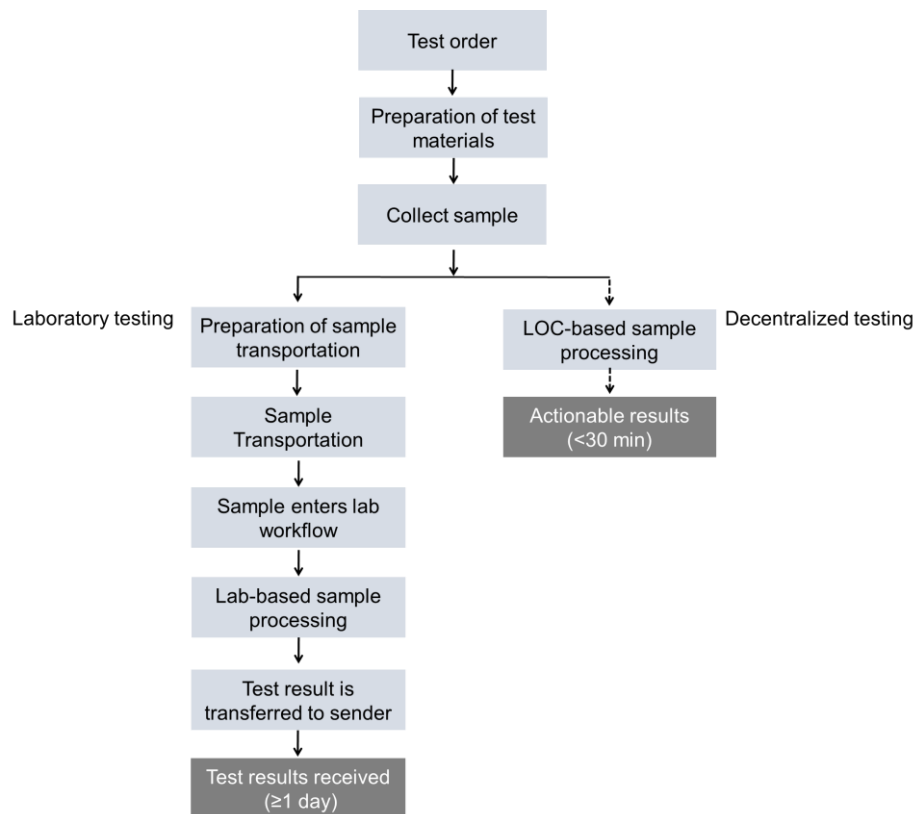 Test order
Preparation of test
materials
Collect sample
Laboratory testing
Preparation of sample
transportation
LOC-based sample
processing
Decentralized testing
Sample
Transportation
Actionable results
(<30 min)
Sample enters lab
workflow
Lab-based sample
processing
Test result is
transferred to sender
Test results received
(≥1 day)